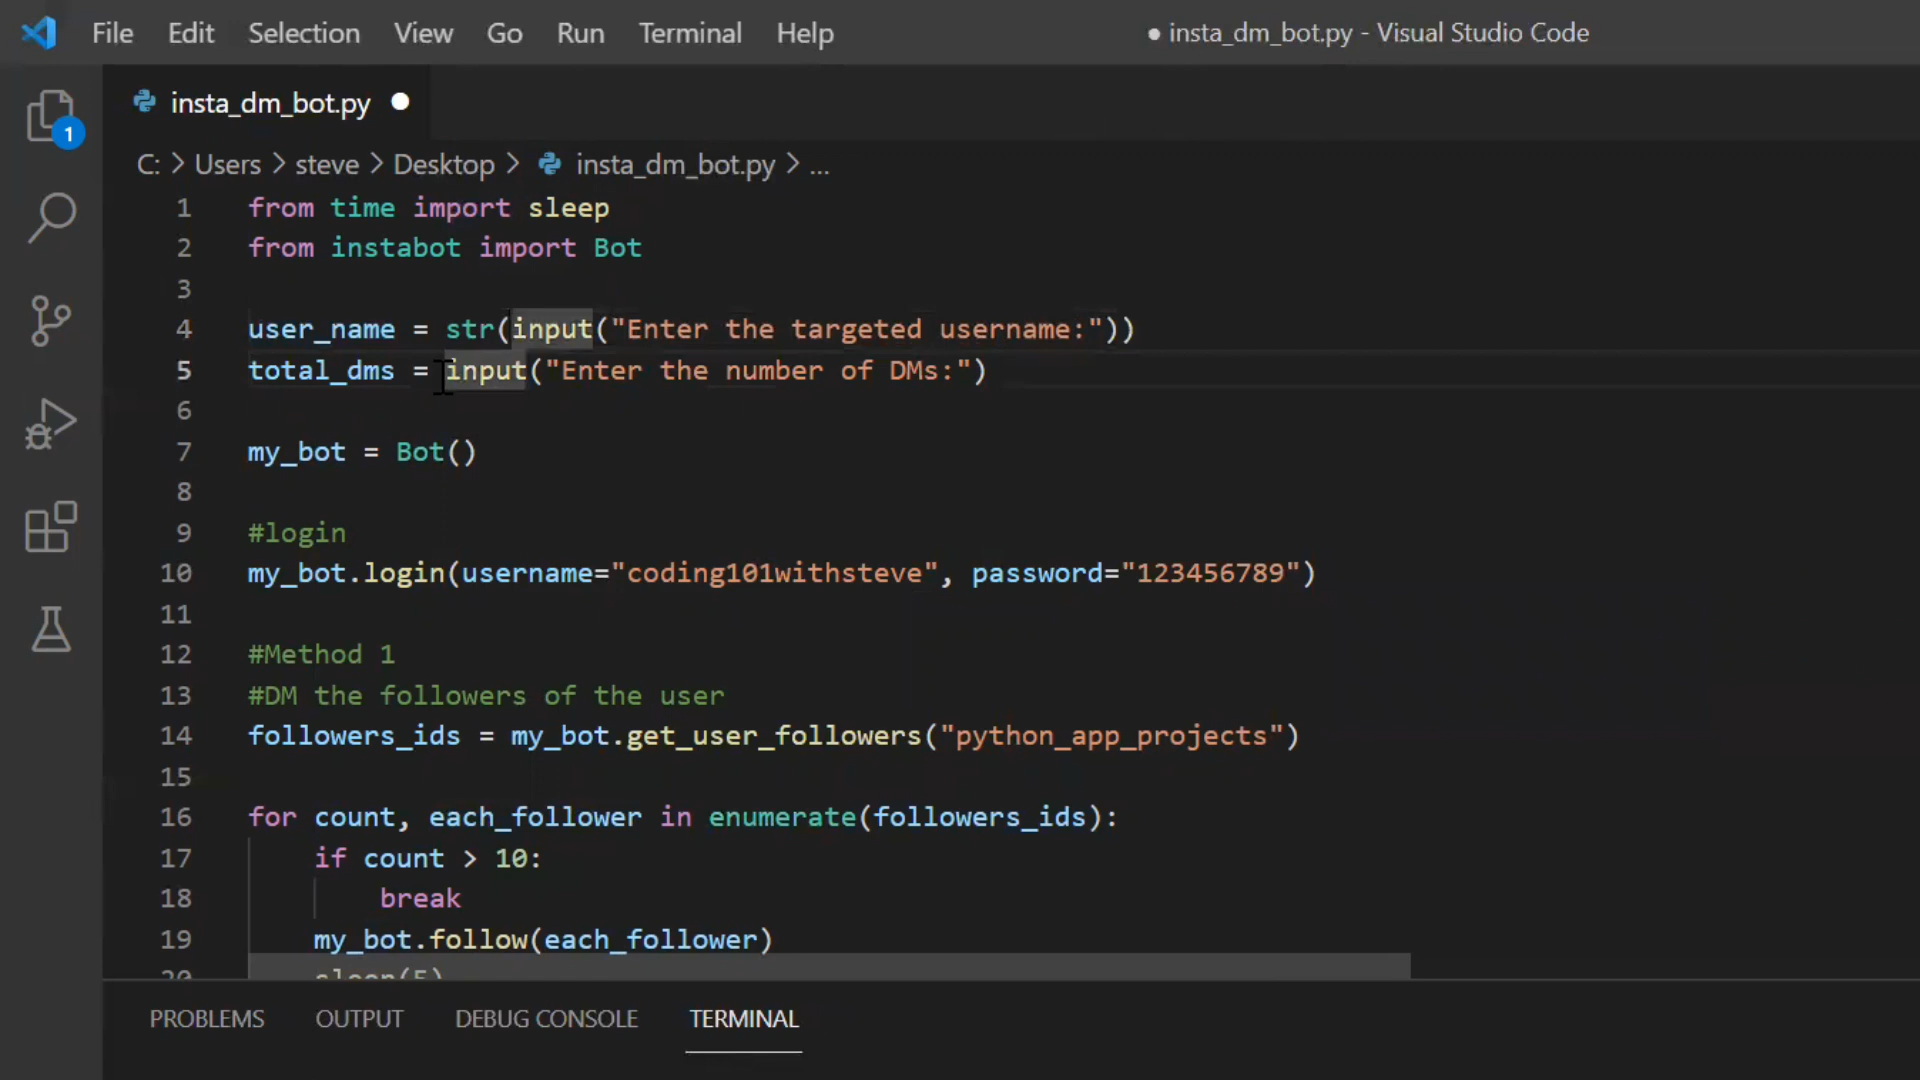 File Edit Selection View Go Run Terminal Help ● insta_dm_bot.py - Visual Studio Code
insta_dm_bot.py ●
1
C: > Users > steve > Desktop > insta_dm_bot.py > ...
1 from time import sleep
2 from instabot import Bot
3
4 user_name = str(input("Enter the targeted username:"))
5 total_dms = input("Enter the number of DMs:")
6
7 my_bot = Bot()
8
9 #login
10 my_bot.login(username="coding101withsteve", password="123456789")
11
12 #Method 1
13 #DM the followers of the user
14 followers_ids = my_bot.get_user_followers("python_app_projects")
15
16 for count, each_follower in enumerate(followers_ids):
17 if count > 10:
18 break
19 my_bot.follow(each_follower)
20 sleep(5)
PROBLEMS OUTPUT DEBUG CONSOLE TERMINAL